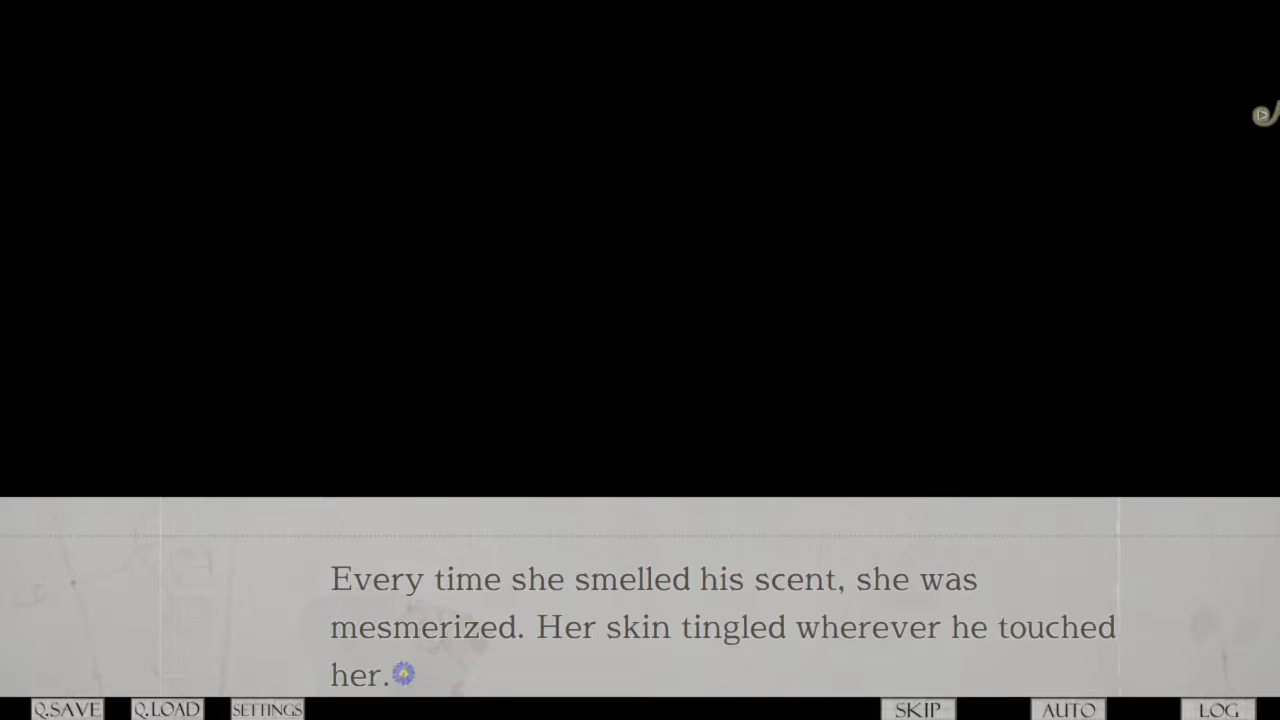 Every time she smelled his scent, she was
mesmerized. Her skin tingled wherever he touched
her.
Q.SAVE Q.LOAD SETTINGS SKIP AUTO LOG